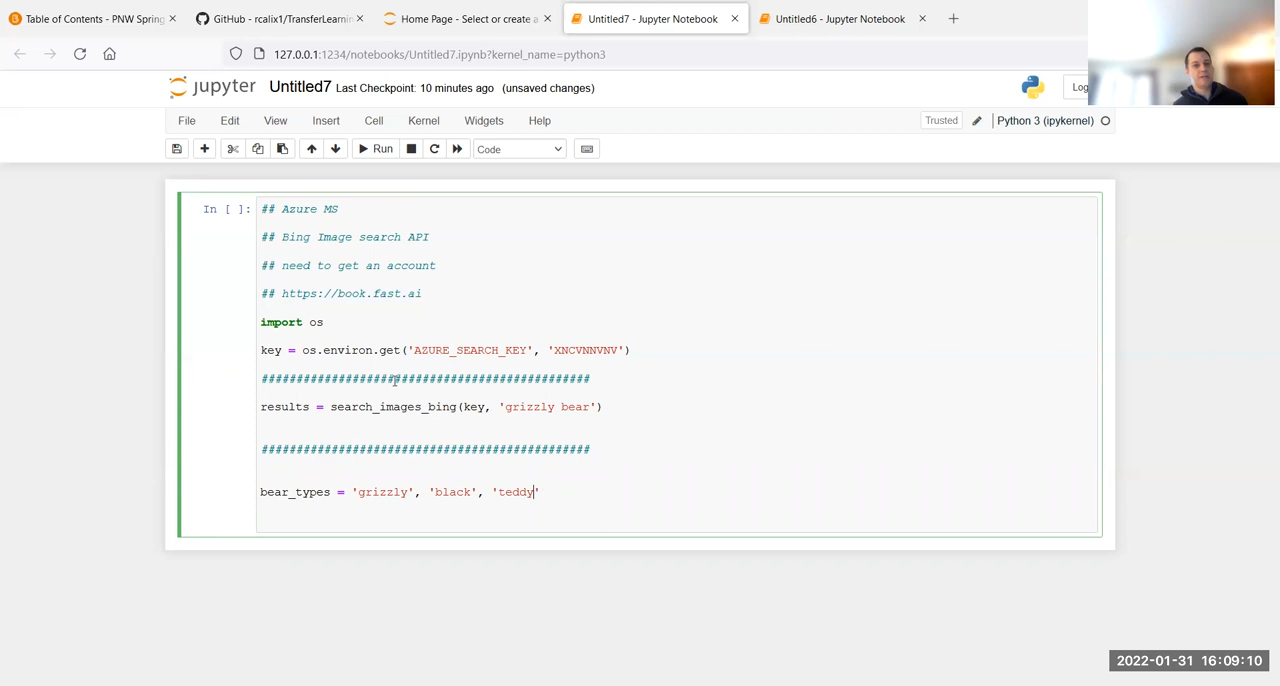 Table of Contents - PNW Spring
GitHub - rcalix1/TransferLearni
Home Page - Select or create a
Untitled7 - Jupyter Notebook
Untitled6 - Jupyter Notebook
127.0.0.1:1234/notebooks/Untitled7.ipynb?kernel_name=python3
jupyter Untitled7 Last Checkpoint: 10 minutes ago (unsaved changes)
Log
File Edit View Insert Cell Kernel Widgets Help
Trusted Python 3 (ipykernel)
Run Code
In [ ]: ## Azure MS
## Bing Image search API
## need to get an account
## https://book.fast.ai
import os
key = os.environ.get('AZURE_SEARCH_KEY', 'XNCVNNVNV')
###############################################
results = search_images_bing(key, 'grizzly bear')
###############################################
bear_types = 'grizzly', 'black', 'teddy'
2022-01-31 16:09:10